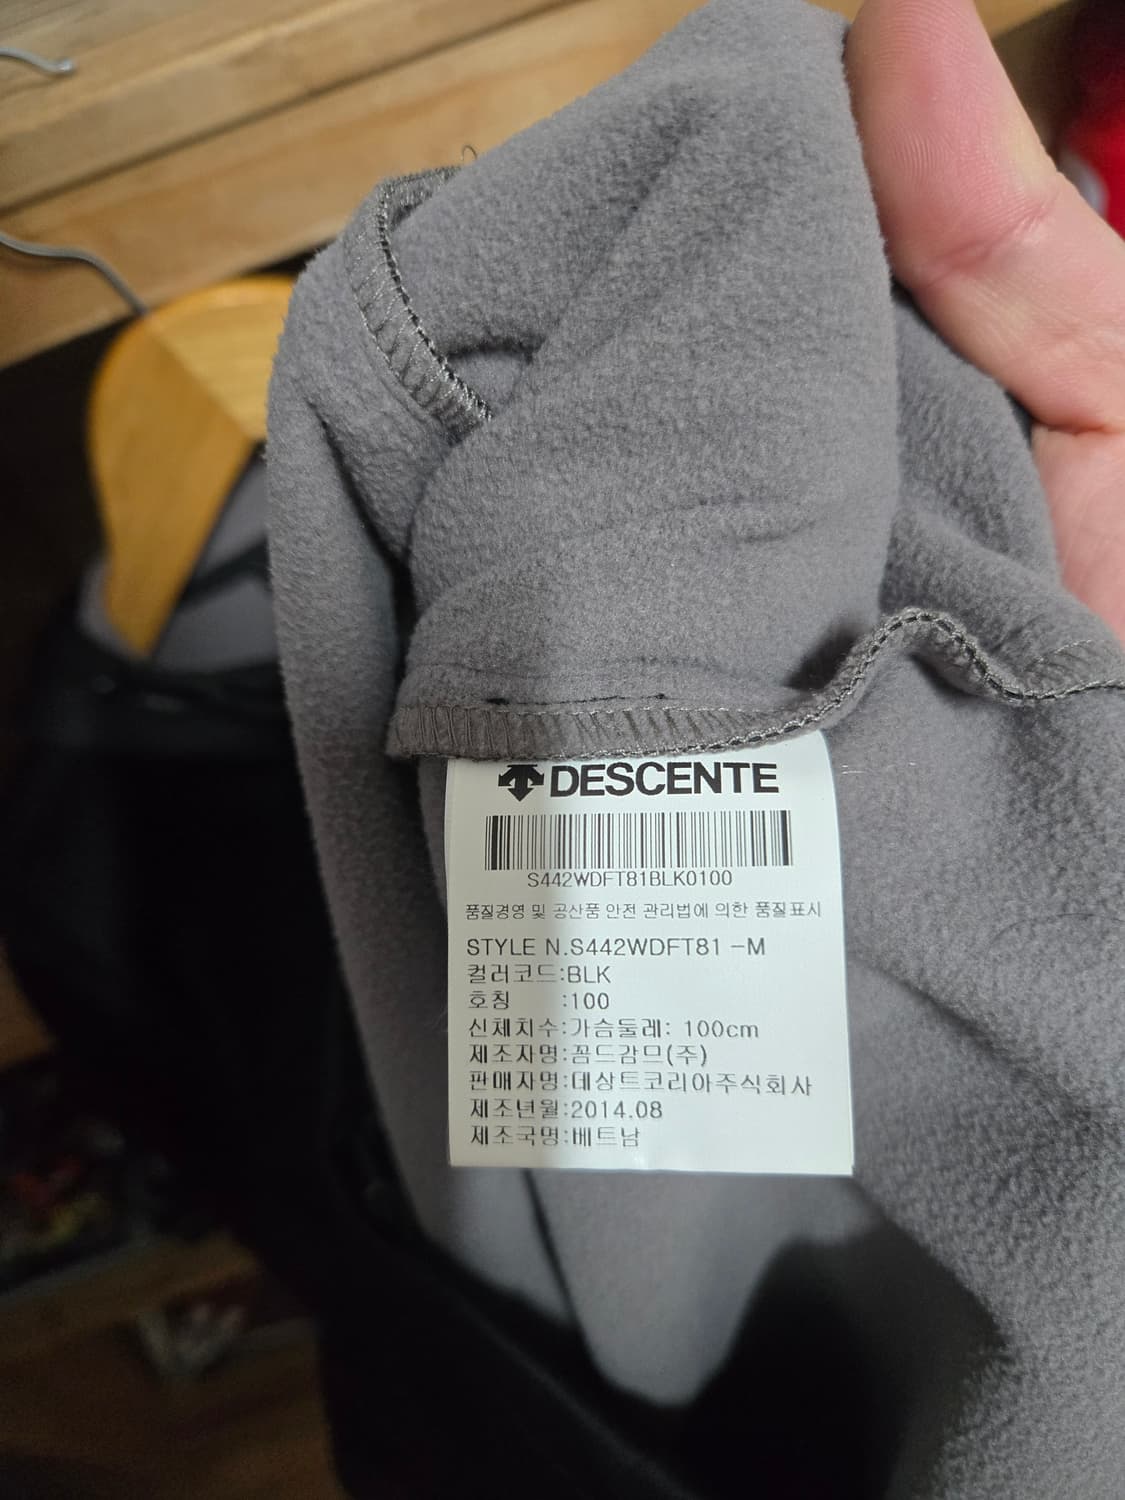 DESCENTE
S442WDFT81BLK0100
품질경영 및 공산품 안전 관리법에 의한 품질표시
STYLE N.S442WDFT81 -M
컬러코드:BLK
호칭 :100
신체치수:가슴둘레: 100cm
제조자명:꼼드감므(주)
판매자명:데상트코리아주식회사
제조년월:2014.08
제조국명:베트남